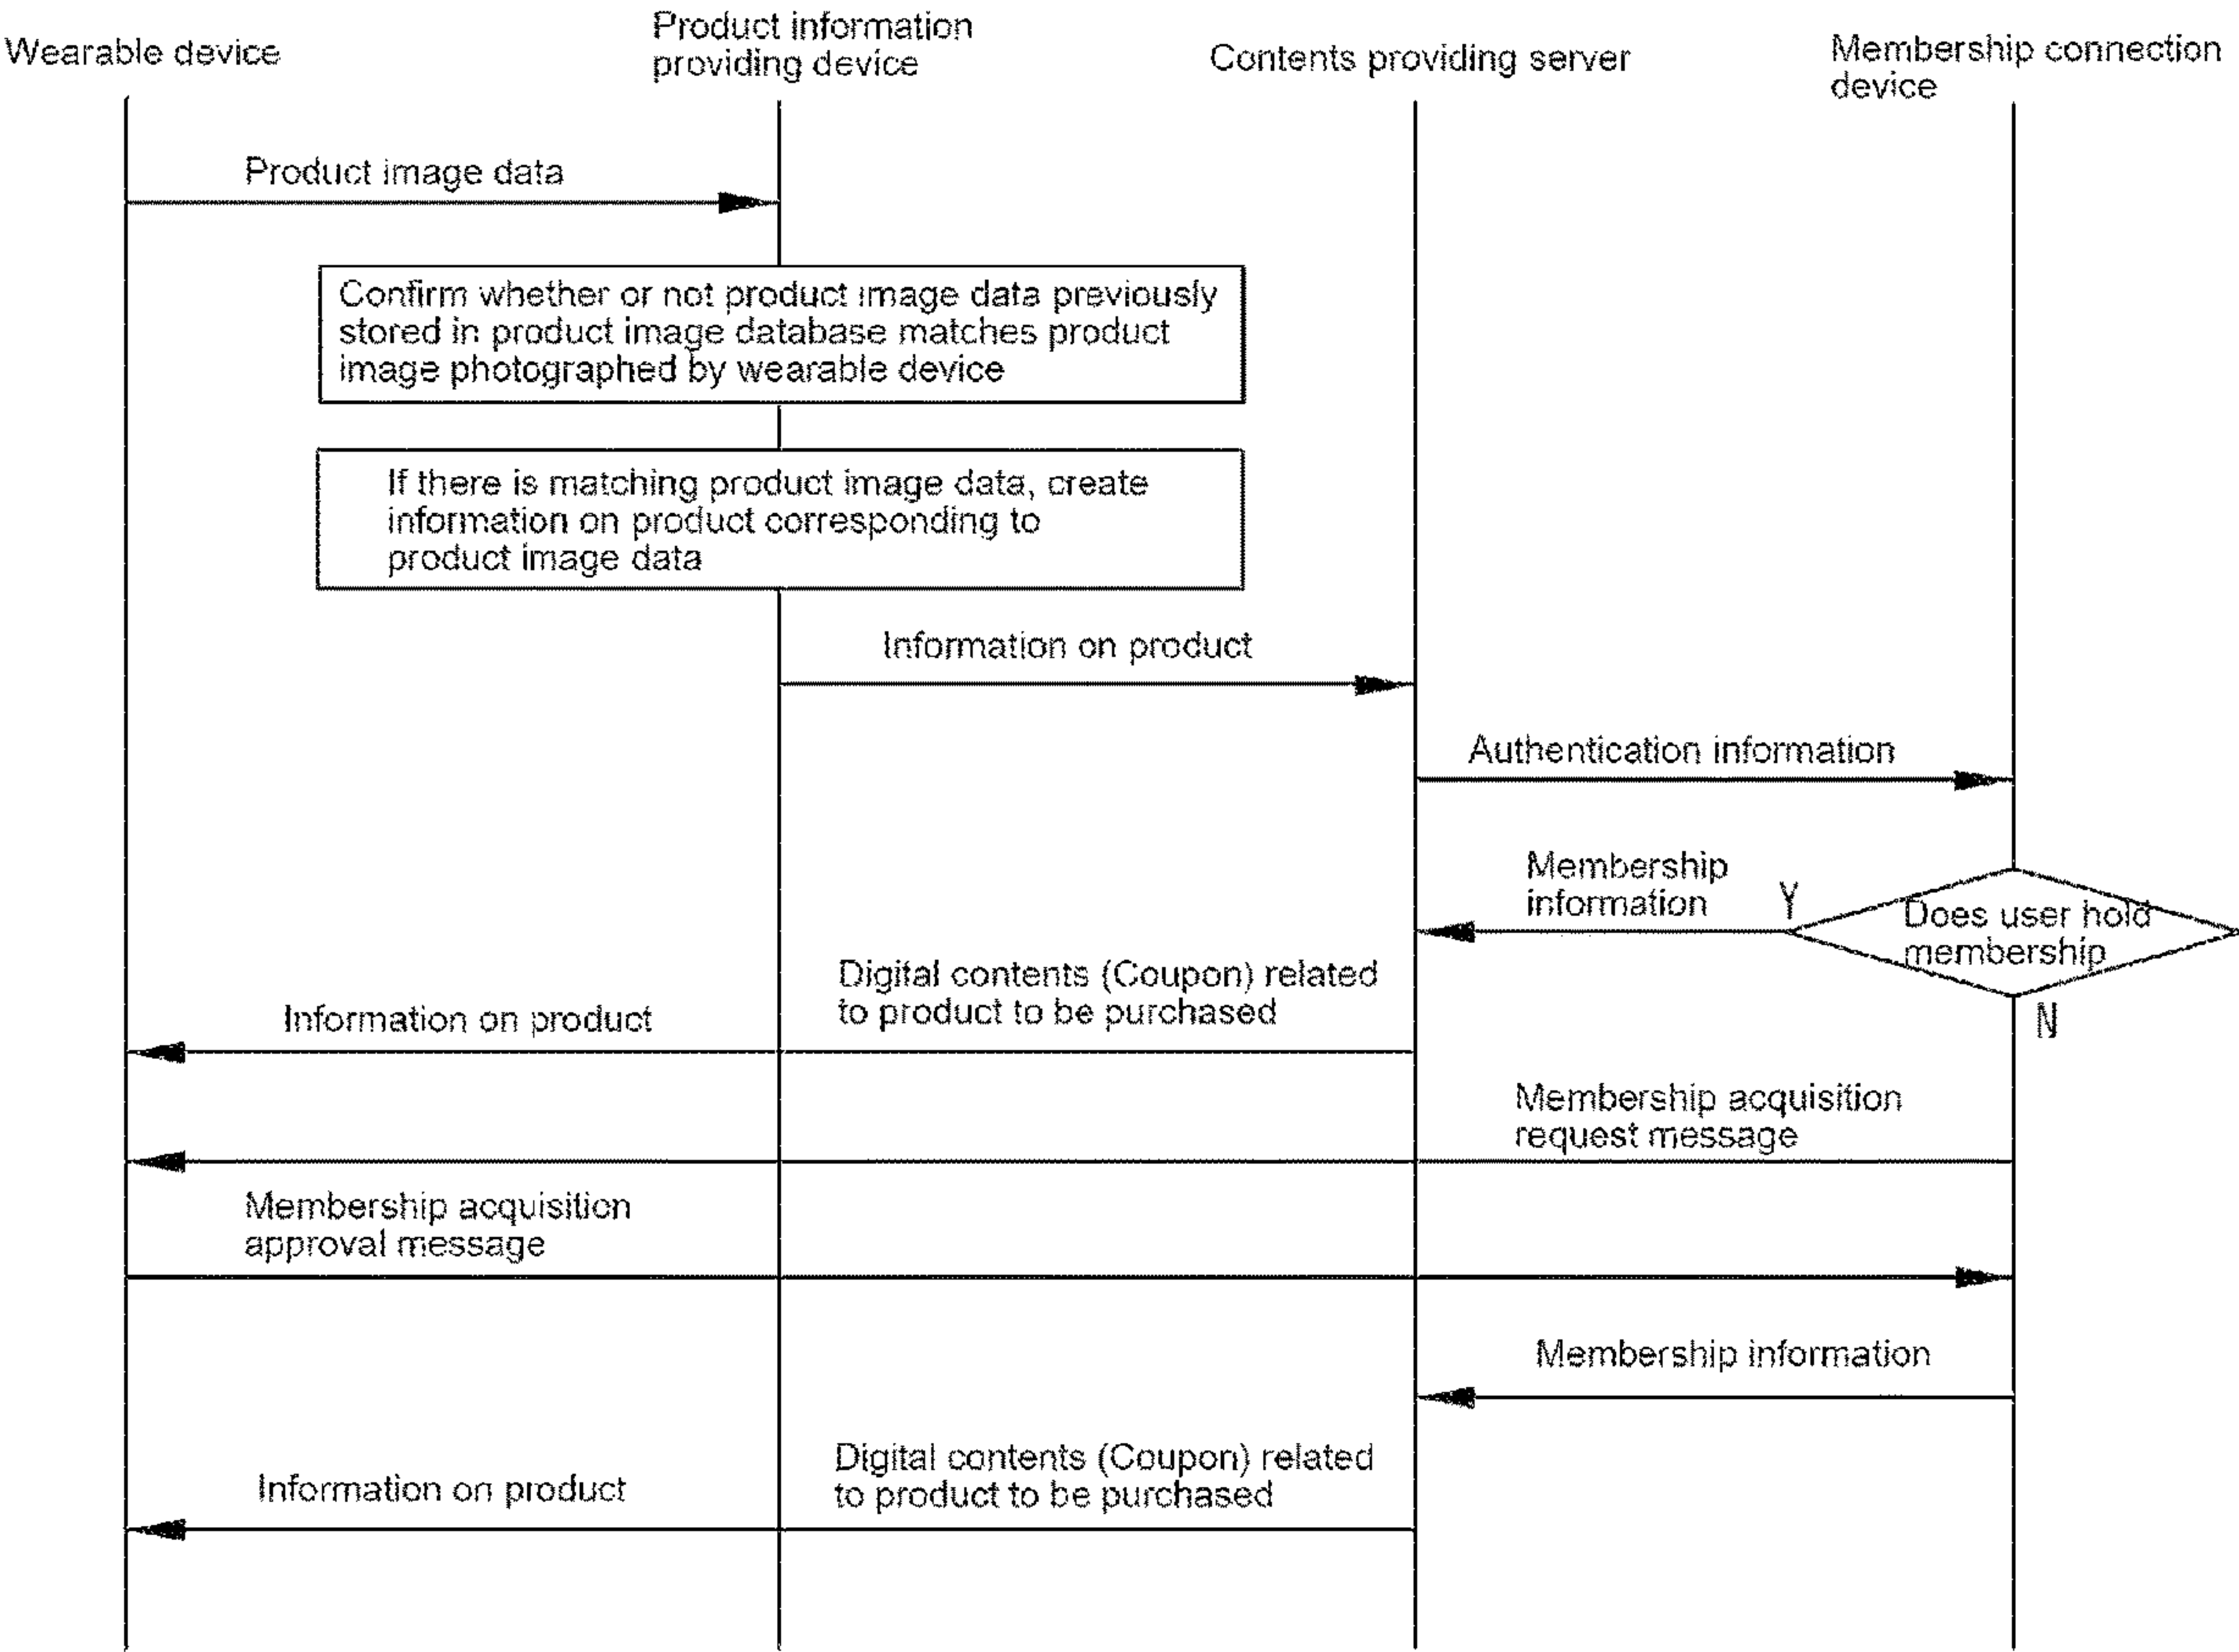 Wearable device
Product information
providing device
Contents providing server
Membership connection
device
Product image data
Confirm whether or not product image data previously
stored in product image database matches product
image photographed by wearable device
If there is matching product image data, create
information on product corresponding to
product image data
Information on product
Authentication information
Membership
information
Y
Does user hold
membership
N
Digital contents (Coupon) related
to product to be purchased
Information on product
Membership acquisition
request message
Membership acquisition
approval message
Membership information
Digital contents (Coupon) related
to product to be purchased
Information on product